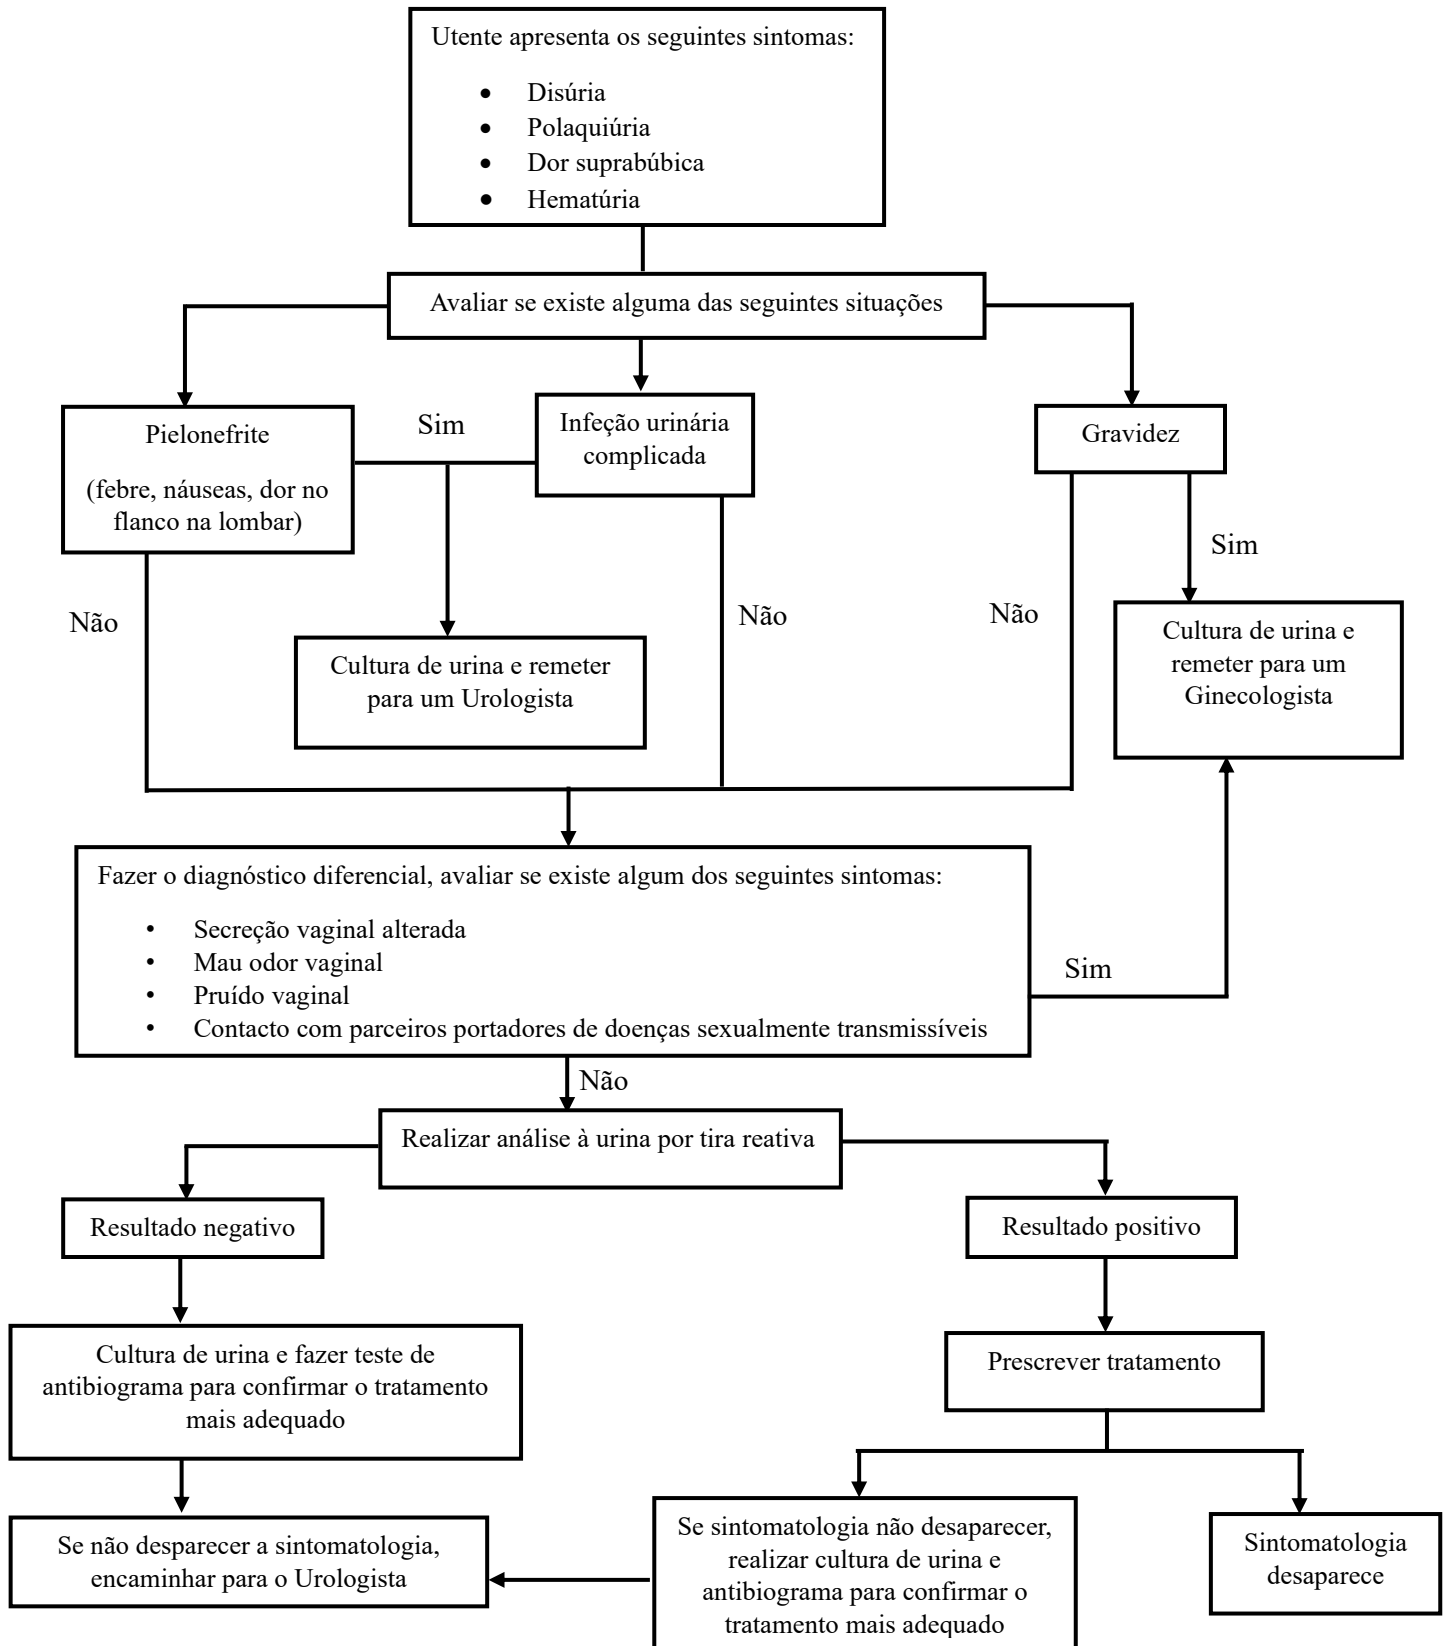 Utente apresenta os seguintes sintomas:
• Disúria
• Polaquiúria
• Dor suprabúbica
• Hematúria
Avaliar se existe alguma das seguintes situações
Pielonefrite
(febre, náuseas, dor no
flanco na lombar)
Sim
Infeção urinária
complicada
Gravidez
Sim
Não
Não
Não
Cultura de urina e remeter
para um Urologista
Cultura de urina e
remeter para um
Ginecologista
Fazer o diagnóstico diferencial, avaliar se existe algum dos seguintes sintomas:
• Secreção vaginal alterada
• Mau odor vaginal
• Pruído vaginal
• Contacto com parceiros portadores de doenças sexualmente transmissíveis
Sim
Não
Realizar análise à urina por tira reativa
Resultado negativo
Resultado positivo
Cultura de urina e fazer teste de
antibiograma para confirmar o tratamento
mais adequado
Prescrever tratamento
Se não desparecer a sintomatologia,
encaminhar para o Urologista
Se sintomatologia não desaparecer,
realizar cultura de urina e
antibiograma para confirmar o
tratamento mais adequado
Sintomatologia
desaparece